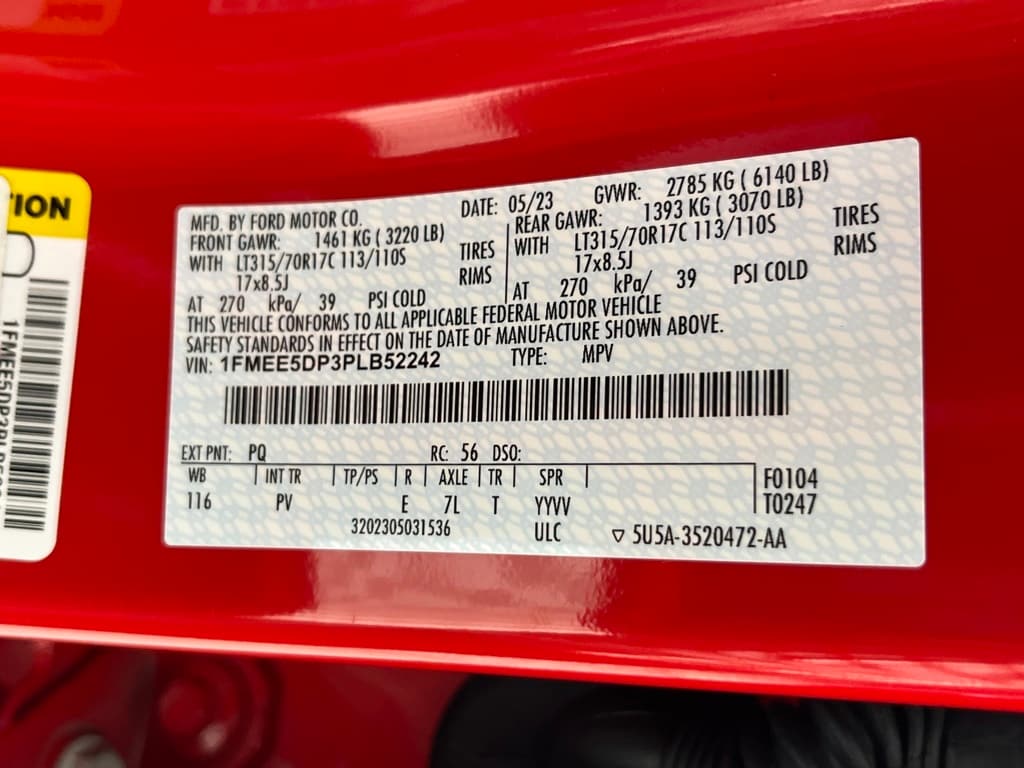 TION
1FMEE5DP3PLB52
MFD. BY FORD MOTOR CO.
DATE: 05/23 GVWR: 2785 KG ( 6140 LB)
FRONT GAWR: 1461 KG ( 3220 LB)
WITH LT315/70R17C 113/110S TIRES
17x8.5J RIMS
AT 270 kPa/ 39 PSI COLD
REAR GAWR: 1393 KG ( 3070 LB)
WITH LT315/70R17C 113/110S TIRES
17x8.5J RIMS
AT 270 kPa/ 39 PSI COLD
THIS VEHICLE CONFORMS TO ALL APPLICABLE FEDERAL MOTOR VEHICLE
SAFETY STANDARDS IN EFFECT ON THE DATE OF MANUFACTURE SHOWN ABOVE.
VIN: 1FMEE5DP3PLB52242 TYPE: MPV
EXT PNT: PQ RC: 56 DSO:
WB INT TR TP/PS R AXLE TR SPR
116 PV E 7L T YYVV
F0104
T0247
3202305031536 ULC ▽ 5U5A-3520472-AA